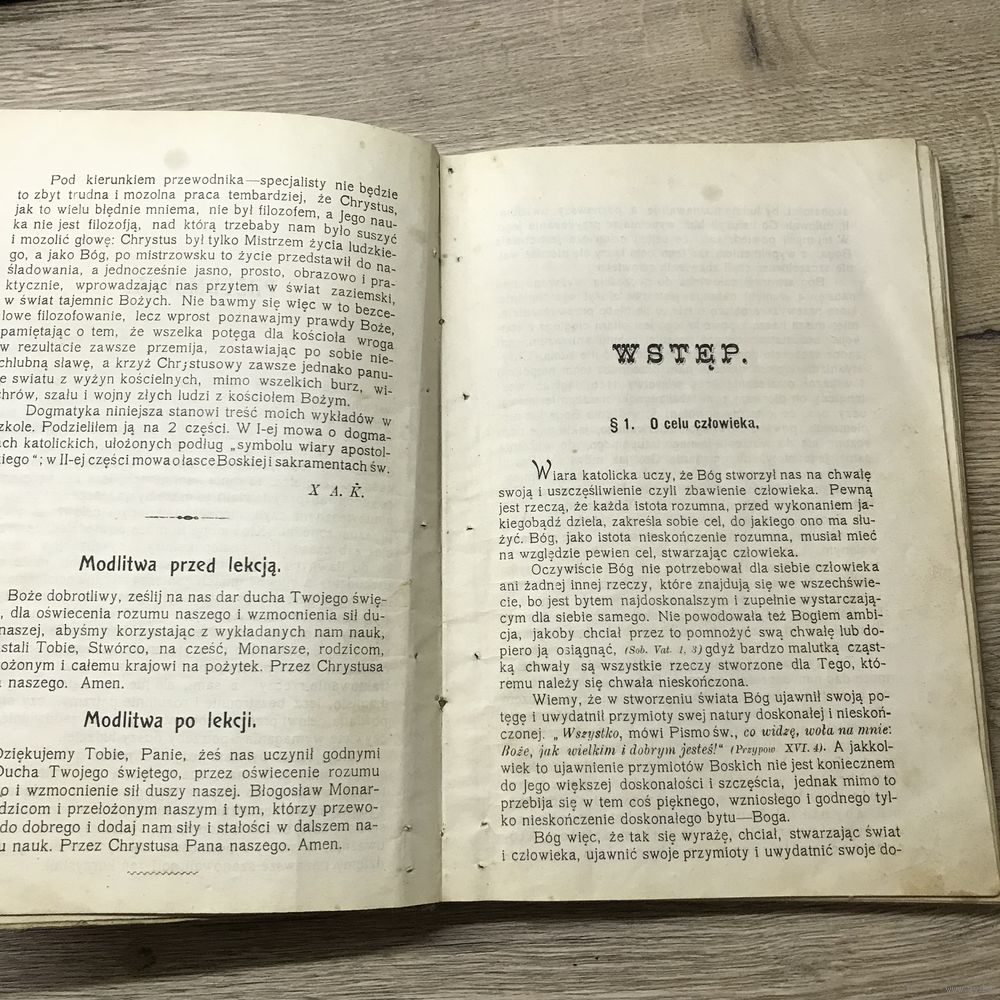 Pod kierunkiem przewodnika—specjalisty nie będzie
to zbyt trudna i mozolna praca tembardziej, że Chrystus,
jak to wielu błędnie mniema, nie był filozofem, a Jego nau-
ka nie jest filozofją, nad którą trzebaby nam było suszyć
i mozolić głowę: Chrystus był tylko Mistrzem życia ludzkie-
go, a jako Bóg, po mistrzowsku to życie przedstawił do na-
śladowania, a jednocześnie jasno, prosto, obrazowo i pra-
ktycznie, wprowadzając nas przytem w świat zaziemski,
w świat tajemnic Bożych. Nie bawmy się więc w to bezce-
lowe filozofowanie, lecz wprost poznawajmy prawdy Boże,
pamiętając o tem, że wszelka potęga dla kościoła wroga
w rezultacie zawsze przemija, zostawiając po sobie nie-
chlubną sławę, a krzyż Chrystusowy zawsze jednako panu-
e swiatu z wyżyn kościelnych, mimo wszelkich burz, wi-
chrów, szału i wojny złych ludzi z kościołem Bożym.
Dogmatyka niniejsza stanowi treść moich wykładów w
zkole. Podzieliłem ją na 2 części. W I-ej mowa o dogma-
ch katolickich, ułożonych podług „symbolu wiary apostol-
iego“; w II-ej części mowa o łasce Boskiej i sakramentach św.
X A. K.
Modlitwa przed lekcją.
Boże dobrotliwy, ześlij na nas dar ducha Twojego świę-
, dla oświecenia rozumu naszego i wzmocnienia sił du-
naszej, abyśmy korzystając z wykładanych nam nauk,
stali Tobie, Stwórco, na cześć, Monarsze, rodzicom,
ożonym i całemu krajowi na pożytek. Przez Chrystusa
naszego. Amen.
Modlitwa po lekcji.
Dziękujemy Tobie, Panie, żeś nas uczynił godnymi
Ducha Twojego świętego, przez oświecenie rozumu
o i wzmocnienie sił duszy naszej. Błogosław Monar-
dzicom i przełożonym naszym i tym, którzy przewo-
do dobrego i dodaj nam siły i stałości w dalszem na-
u nauk. Przez Chrystusa Pana naszego. Amen.
WSTĘP.
§ 1. O celu człowieka.
Wiara katolicka uczy, że Bóg stworzył nas na chwałę
swoją i uszczęśliwienie czyli zbawienie człowieka. Pewną
jest rzeczą, że każda istota rozumna, przed wykonaniem ja-
kiegobądź dzieła, zakreśla sobie cel, do jakiego ono ma słu-
żyć. Bóg, jako istota nieskończenie rozumna, musiał mieć
na względzie pewien cel, stwarzając człowieka.
Oczywiście Bóg nie potrzebował dla siebie człowieka
ani żadnej innej rzeczy, które znajdują się we wszechświe-
cie, bo jest bytem najdoskonalszym i zupełnie wystarczają-
cym dla siebie samego. Nie powodowała też Bogiem ambi-
cja, jakoby chciał przez to pomnożyć swą chwałę lub do-
piero ją osiągnąć, (Sob. Vat. 1, 3) gdyż bardzo malutką cząst-
ką chwały są wszystkie rzeczy stworzone dla Tego, któ-
remu należy się chwała nieskończona.
Wiemy, że w stworzeniu świata Bóg ujawnił swoją po-
tęgę i uwydatnił przymioty swej natury doskonałej i nieskoń-
czonej. „Wszystko, mówi Pismo św., co widzę, woła na mnie:
Boże, jak wielkim i dobrym jesteś!“ (Przypow XVI. 4). A jakkol-
wiek to ujawnienie przymiotów Boskich nie jest koniecznem
do Jego większej doskonałości i szczęścia, jednak mimo to
przebija się w tem coś pięknego, wzniosłego i godnego tyl-
ko nieskończenie doskonałego bytu—Boga.
Bóg więc, że tak się wyrażę, chciał, stwarzając świat
i człowieka, ujawnić swoje przymioty i uwydatnić swoje do-